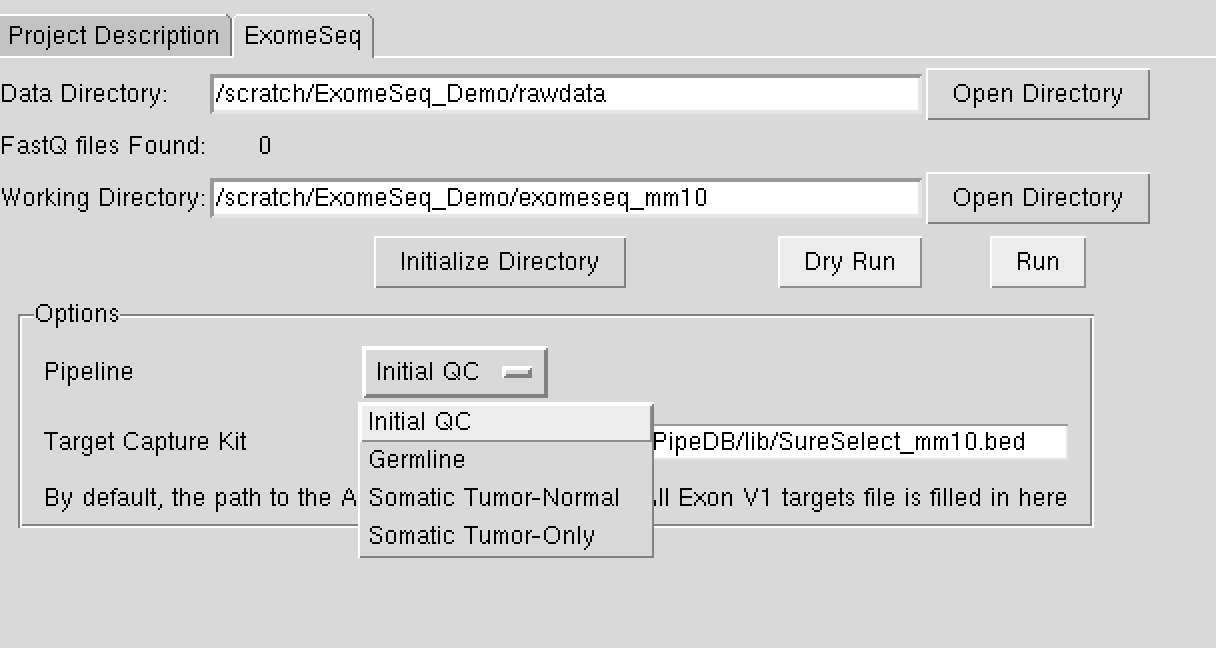 Project Description ExomeSeq
Data Directory: /scratch/ExomeSeq_Demo/rawdata Open Directory
FastQ files Found: 0
Working Directory: /scratch/ExomeSeq_Demo/exomeseq_mm10 Open Directory
Initialize Directory Dry Run Run
Options
Pipeline Initial QC
Initial QC
Target Capture Kit PipeDB/lib/SureSelect_mm10.bed
Germline
By default, the path to the A Somatic Tumor-Normal ll Exon V1 targets file is filled in here
Somatic Tumor-Only